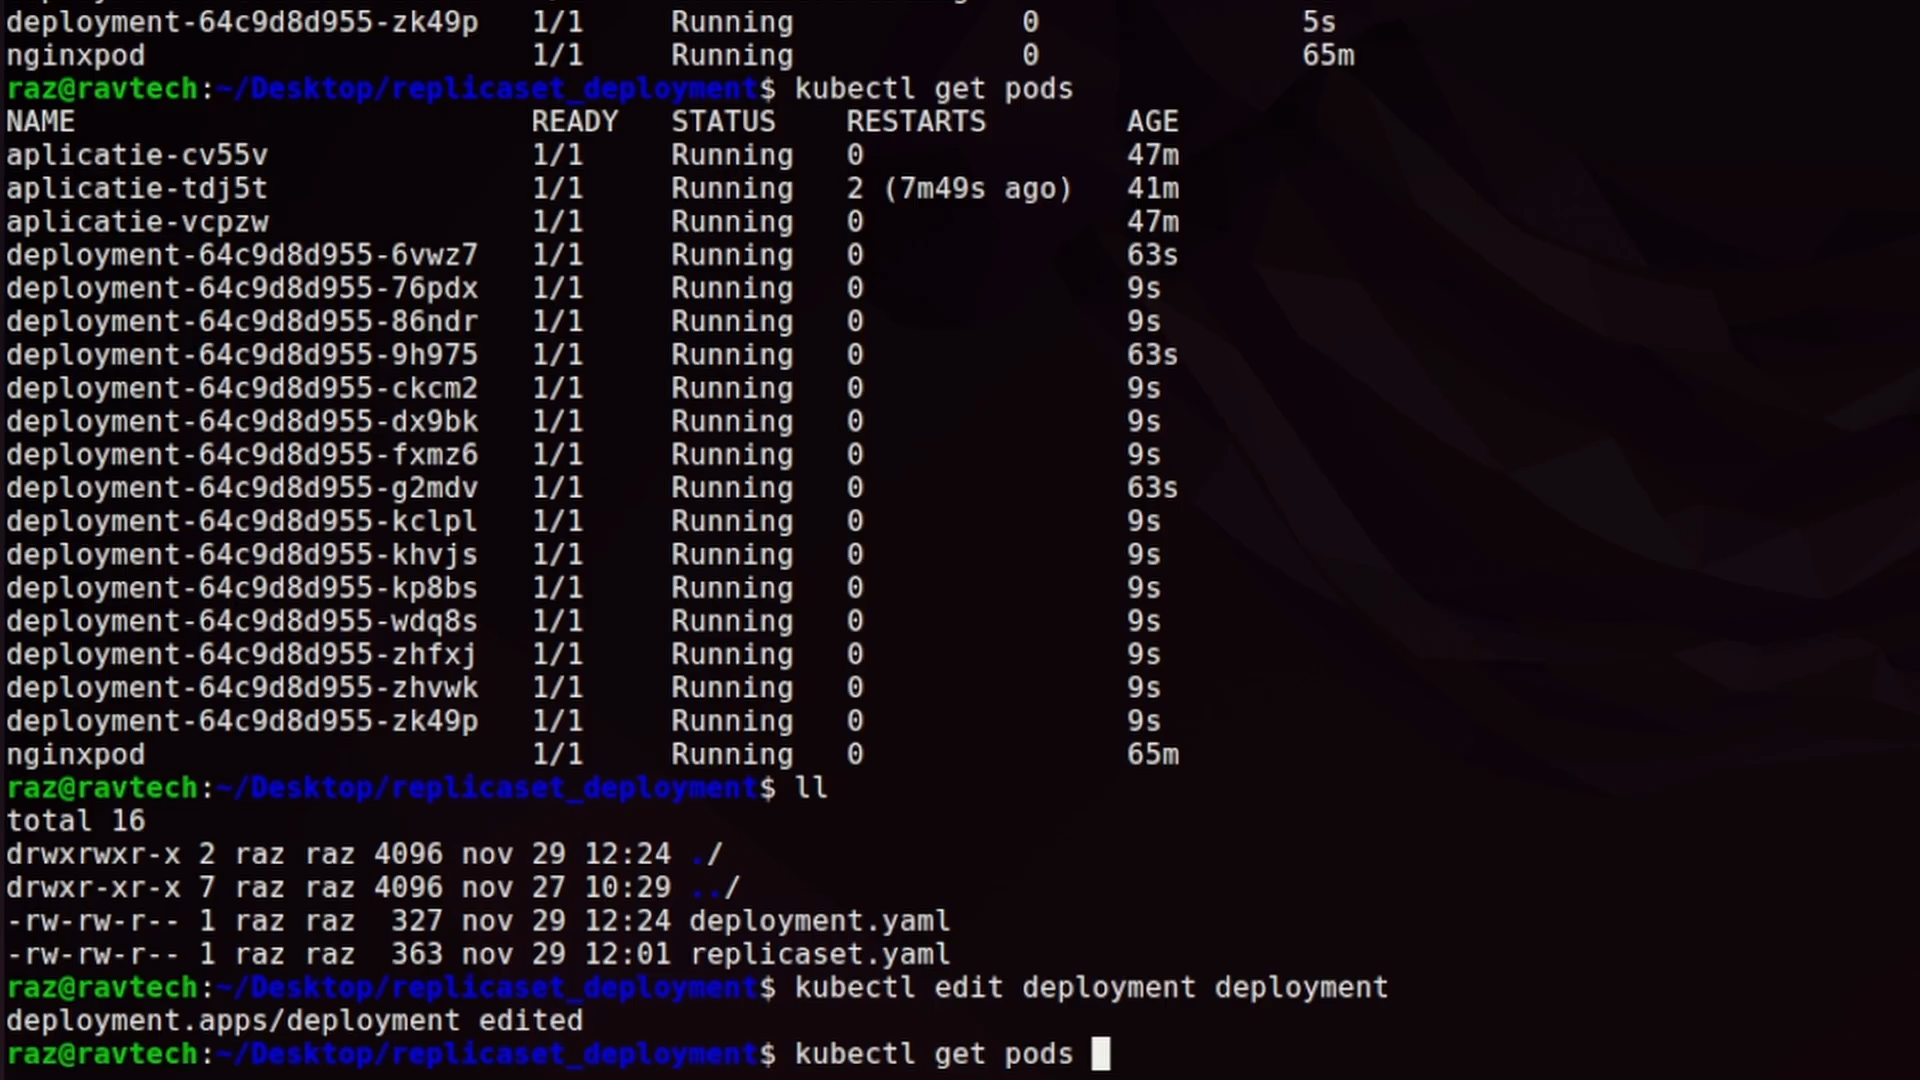 deployment-64c9d8d955-zk49p   1/1     Running             0               5s
nginxpod                      1/1     Running             0               65m
raz@ravtech:~/Desktop/replicaset_deployment$ kubectl get pods
NAME                          READY   STATUS    RESTARTS        AGE
aplicatie-cv55v               1/1     Running   0               47m
aplicatie-tdj5t               1/1     Running   2 (7m49s ago)   41m
aplicatie-vcpzw               1/1     Running   0               47m
deployment-64c9d8d955-6vwz7   1/1     Running   0               63s
deployment-64c9d8d955-76pdx   1/1     Running   0               9s
deployment-64c9d8d955-86ndr   1/1     Running   0               9s
deployment-64c9d8d955-9h975   1/1     Running   0               63s
deployment-64c9d8d955-ckcm2   1/1     Running   0               9s
deployment-64c9d8d955-dx9bk   1/1     Running   0               9s
deployment-64c9d8d955-fxmz6   1/1     Running   0               9s
deployment-64c9d8d955-g2mdv   1/1     Running   0               63s
deployment-64c9d8d955-kclpl   1/1     Running   0               9s
deployment-64c9d8d955-khvjs   1/1     Running   0               9s
deployment-64c9d8d955-kp8bs   1/1     Running   0               9s
deployment-64c9d8d955-wdq8s   1/1     Running   0               9s
deployment-64c9d8d955-zhfxj   1/1     Running   0               9s
deployment-64c9d8d955-zhvwk   1/1     Running   0               9s
deployment-64c9d8d955-zk49p   1/1     Running   0               9s
nginxpod                      1/1     Running   0               65m
raz@ravtech:~/Desktop/replicaset_deployment$ ll
total 16
drwxrwxr-x 2 raz raz 4096 nov 29 12:24 ./
drwxr-xr-x 7 raz raz 4096 nov 27 10:29 ../
-rw-rw-r-- 1 raz raz  327 nov 29 12:24 deployment.yaml
-rw-rw-r-- 1 raz raz  363 nov 29 12:01 replicaset.yaml
raz@ravtech:~/Desktop/replicaset_deployment$ kubectl edit deployment deployment
deployment.apps/deployment edited
raz@ravtech:~/Desktop/replicaset_deployment$ kubectl get pods